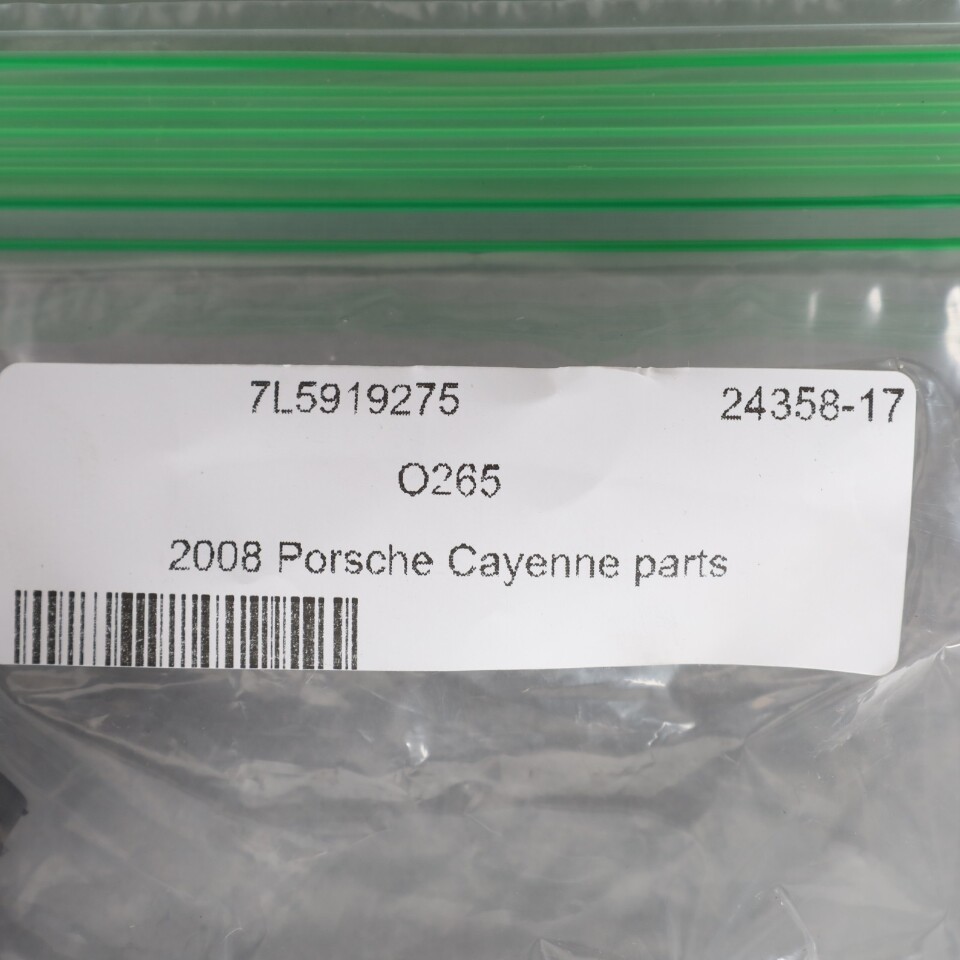 7L5919275 24358-17
O265
2008 Porsche Cayenne parts